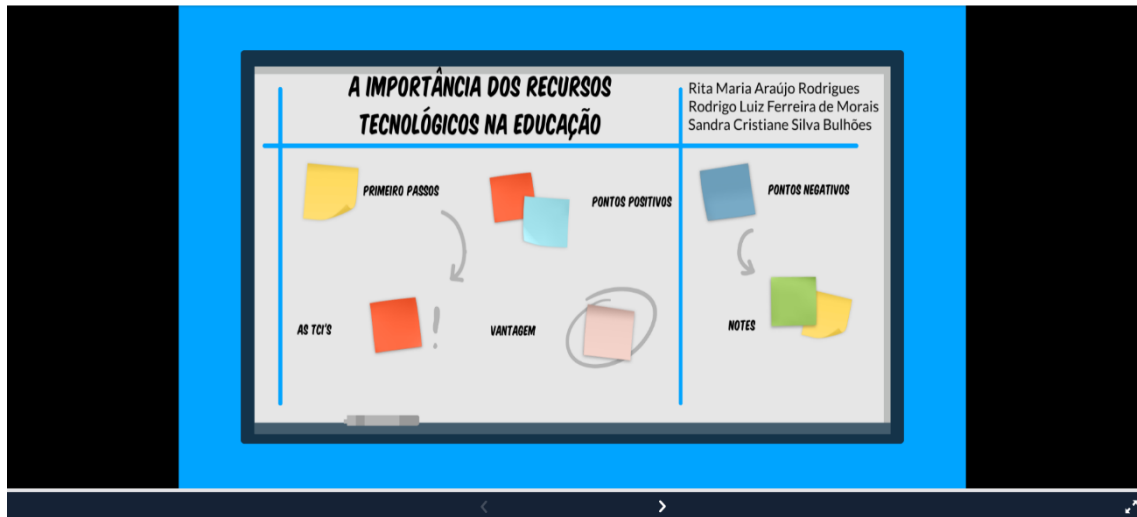 A IMPORTÂNCIA DOS RECURSOS
TECNOLÓGICOS NA EDUCAÇÃO
Rita Maria Araújo Rodrigues
Rodrigo Luiz Ferreira de Morais
Sandra Cristiane Silva Bulhões
PRIMEIRO PASSOS
PONTOS POSITIVOS
PONTOS NEGATIVOS
AS TCI'S
!
VANTAGEM
NOTES